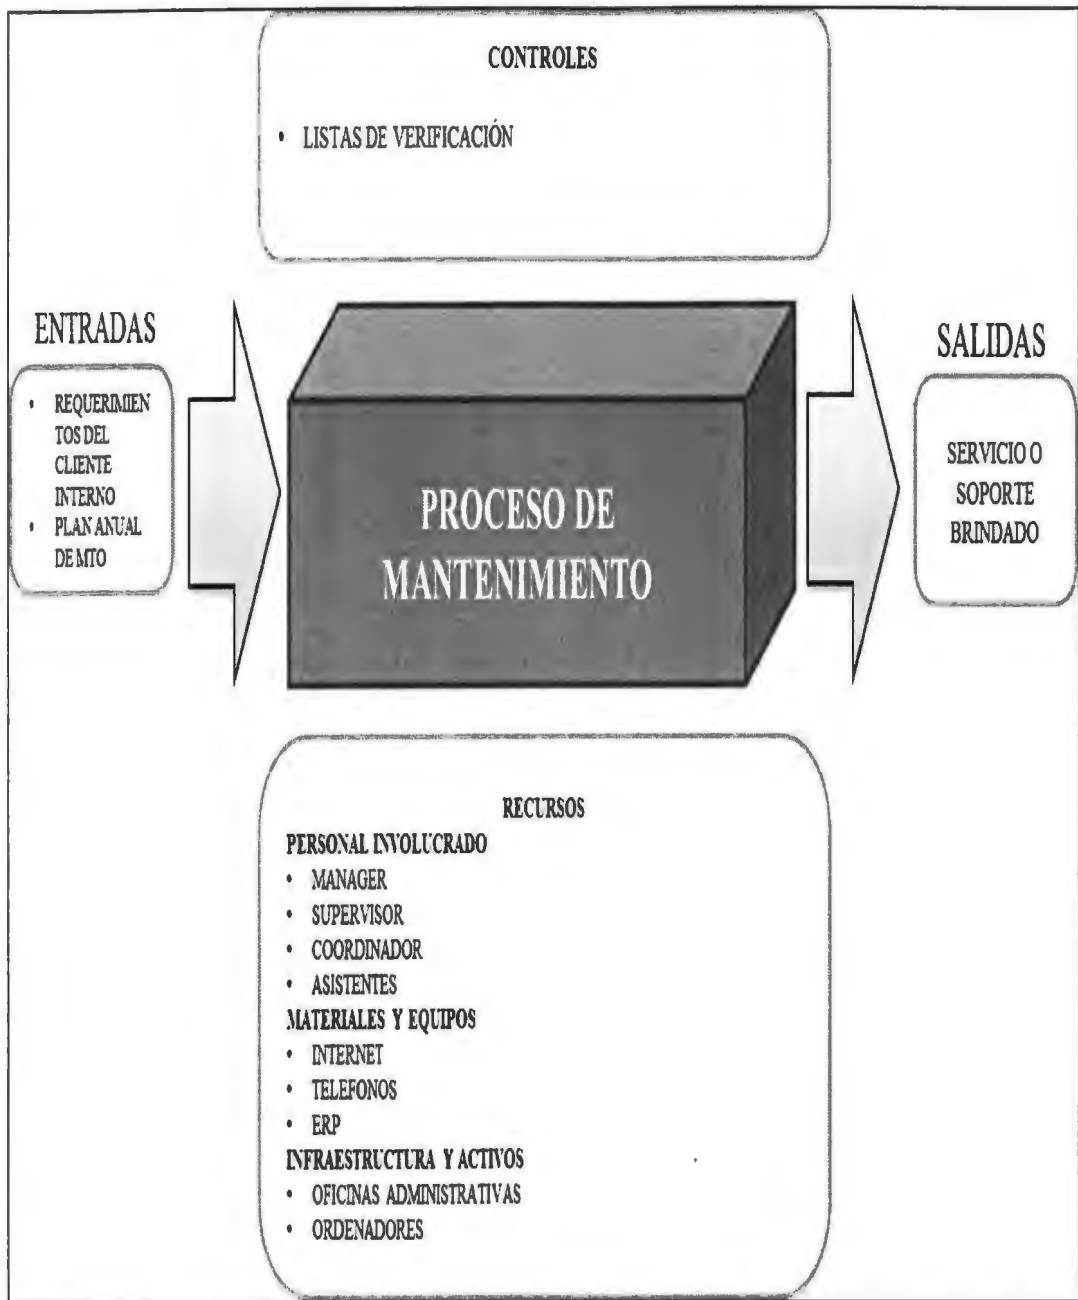 CONTROLES
• LISTAS DE VERIFICACIÓN
ENTRADAS
• REQUERIMIEN
TOS DEL
CLIENTE
INTERNO
• PLAN ANUAL
DE MTO
PROCESO DE
MANTENIMIENTO
SALIDAS
SERVICIO O
SOPORTE
BRINDADO
RECURSOS
PERSONAL INVOLUCRADO
• MANAGER
• SUPERVISOR
• COORDINADOR
• ASISTENTES
MATERIALES Y EQUIPOS
• INTERNET
• TELEFONOS
• ERP
INFRAESTRUCTURA Y ACTIVOS
• OFICINAS ADMINISTRATIVAS
• ORDENADORES